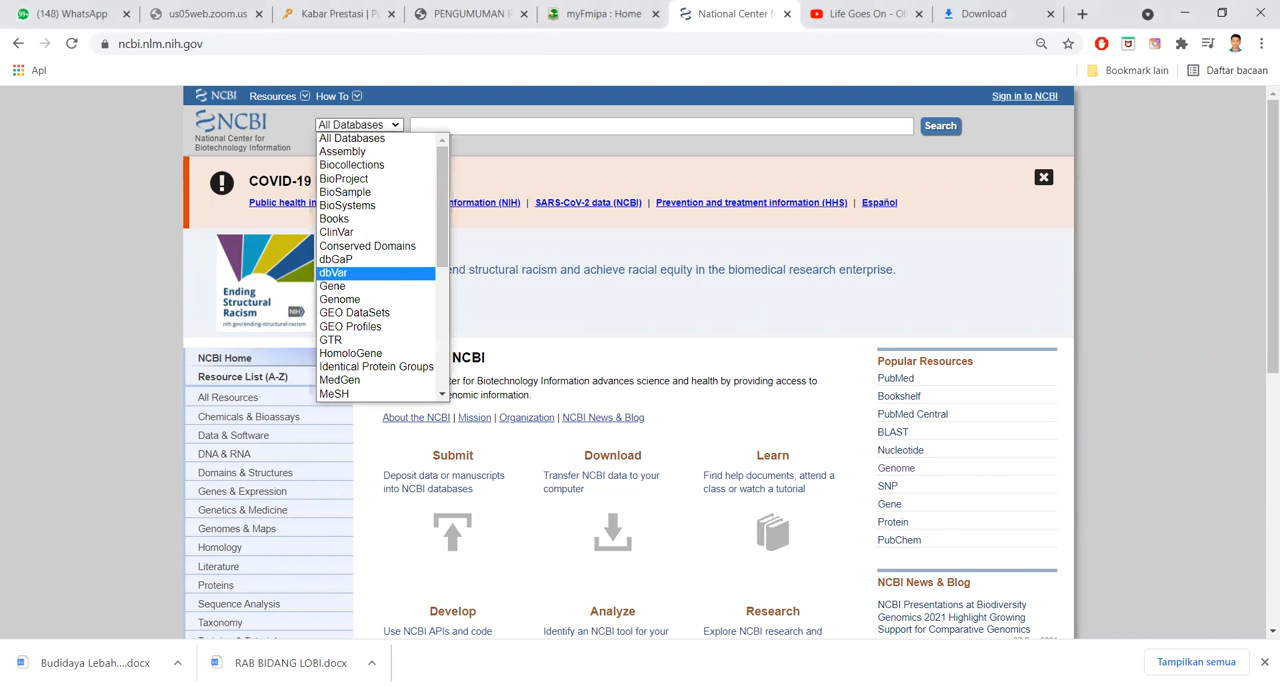 (148) WhatsApp
us05web.zoom.us
Kabar Prestasi | P
PENGUMUMAN
myFmipa : Home
National Center f
Life Goes On - Ol
Download
ncbi.nlm.nih.gov
Apl
Bookmark lain
Daftar bacaan
NCBI Resources How To
Sign in to NCBI
NCBI
National Center for
Biotechnology Information
All Databases
Search
All Databases
Assembly
Biocollections
BioProject
BioSample
BioSystems
Books
ClinVar
Conserved Domains
dbGaP
dbVar
Gene
Genome
GEO DataSets
GEO Profiles
GTR
HomoloGene
Identical Protein Groups
MedGen
MeSH
COVID-19
Public health in
nformation (NIH) | SARS-CoV-2 data (NCBI) | Prevention and treatment information (HHS) | Español
Ending
Structural
Racism
NIH
nih.gov/ending-structural-racism
end structural racism and achieve racial equity in the biomedical research enterprise.
NCBI Home
Resource List (A-Z)
All Resources
Chemicals & Bioassays
Data & Software
DNA & RNA
Domains & Structures
Genes & Expression
Genetics & Medicine
Genomes & Maps
Homology
Literature
Proteins
Sequence Analysis
Taxonomy
NCBI
er for Biotechnology Information advances science and health by providing access to
nomic information.
About the NCBI | Mission | Organization | NCBI News & Blog
Submit
Deposit data or manuscripts
into NCBI databases
Download
Transfer NCBI data to your
computer
Learn
Find help documents, attend a
class or watch a tutorial
Develop
Use NCBI APIs and code
Analyze
Identify an NCBI tool for your
Research
Explore NCBI research and
Popular Resources
PubMed
Bookshelf
PubMed Central
BLAST
Nucleotide
Genome
SNP
Gene
Protein
PubChem
NCBI News & Blog
NCBI Presentations at Biodiversity
Genomics 2021 Highlight Growing
Support for Comparative Genomics
Budidaya Lebah....docx
RAB BIDANG LOBI.docx
Tampilkan semua